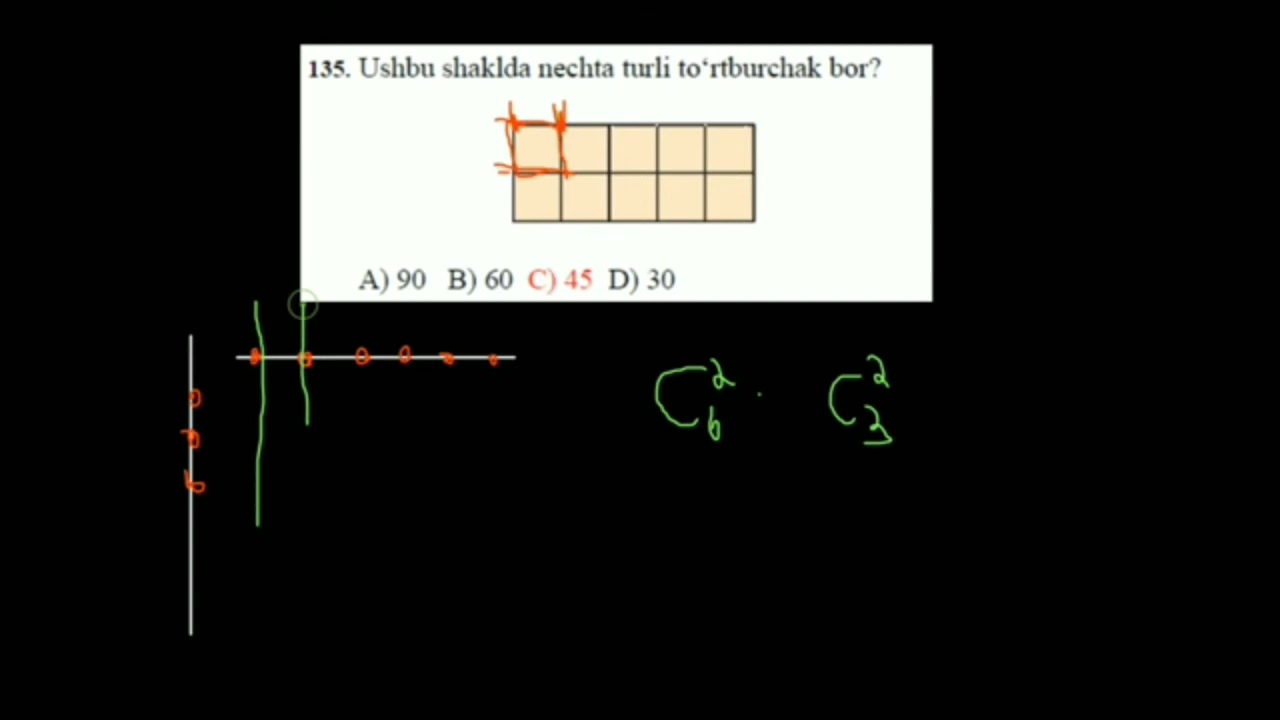 135. Ushbu shaklda nechta turli to‘rtburchak bor?
A) 90 B) 60 C) 45 D) 30
C₆² · C₃²